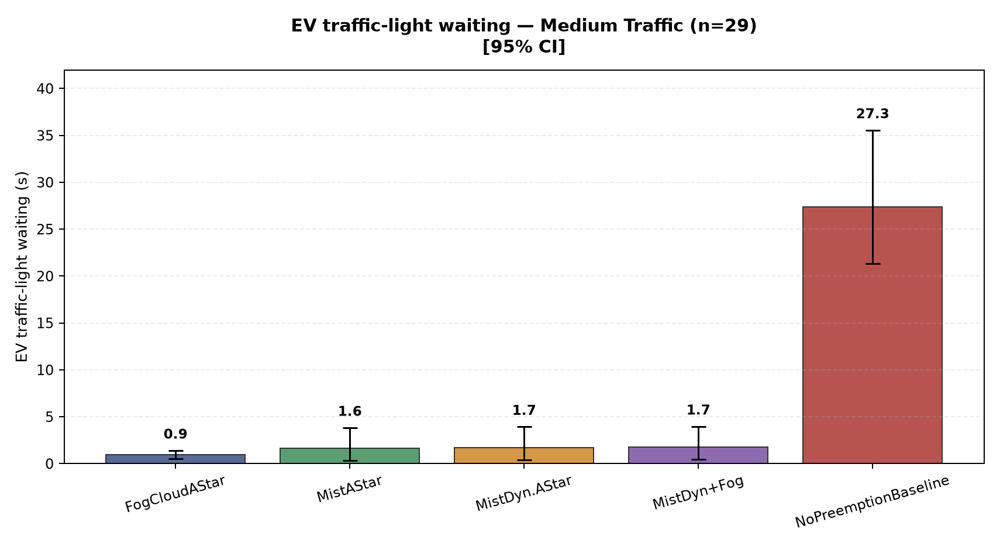 EV traffic-light waiting — Medium Traffic (n=29)
[95% CI]
EV traffic-light waiting (s)
40
35
30
25
20
15
10
5
0
0.9
1.6
1.7
1.7
27.3
FogCloudAStar
MistAStar
MistDyn.AStar
MistDyn+Fog
NoPreemptionBaseline